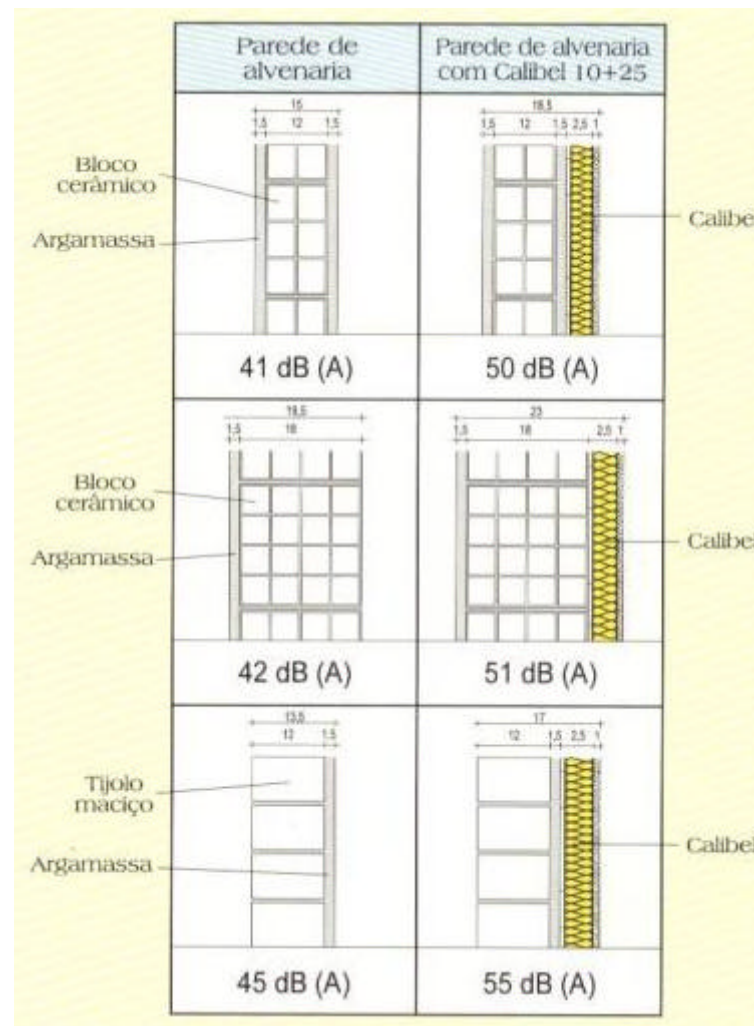 Parede de
alvenaria
Parede de alvenaria
com Calibel 10+25
15
1,5 12 1,5
18,5
1,5 12 1,5 2,5 1
Bloco
cerâmico
Argamassa
Calibel
41 dB (A)
50 dB (A)
19,5
1,5 18
23
1,5 18 2,5 1
Bloco
cerâmico
Argamassa
Calibel
42 dB (A)
51 dB (A)
13,5
12 1,5
17
12 1,5 2,5 1
Tijolo
maciço
Argamassa
Calibel
45 dB (A)
55 dB (A)